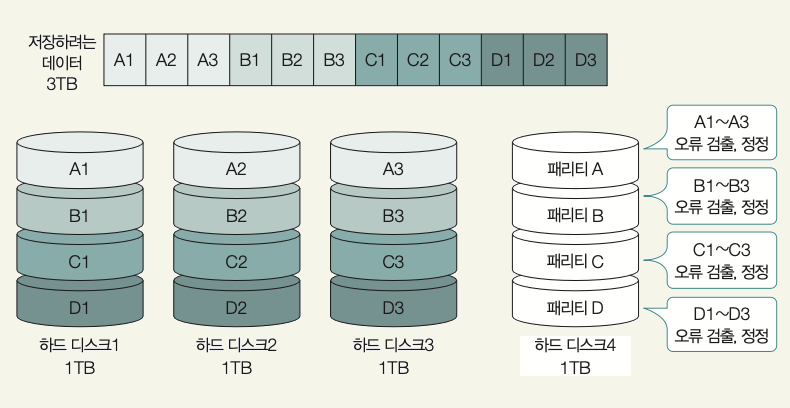 저장하려는
데이터
3TB
A1 A2 A3 B1 B2 B3 C1 C2 C3 D1 D2 D3
A1 A2 A3 패리티 A
B1 B2 B3 패리티 B
C1 C2 C3 패리티 C
D1 D2 D3 패리티 D
A1~A3
오류 검출, 정정
B1~B3
오류 검출, 정정
C1~C3
오류 검출, 정정
D1~D3
오류 검출, 정정
하드 디스크1 하드 디스크2 하드 디스크3 하드 디스크4
1TB 1TB 1TB 1TB